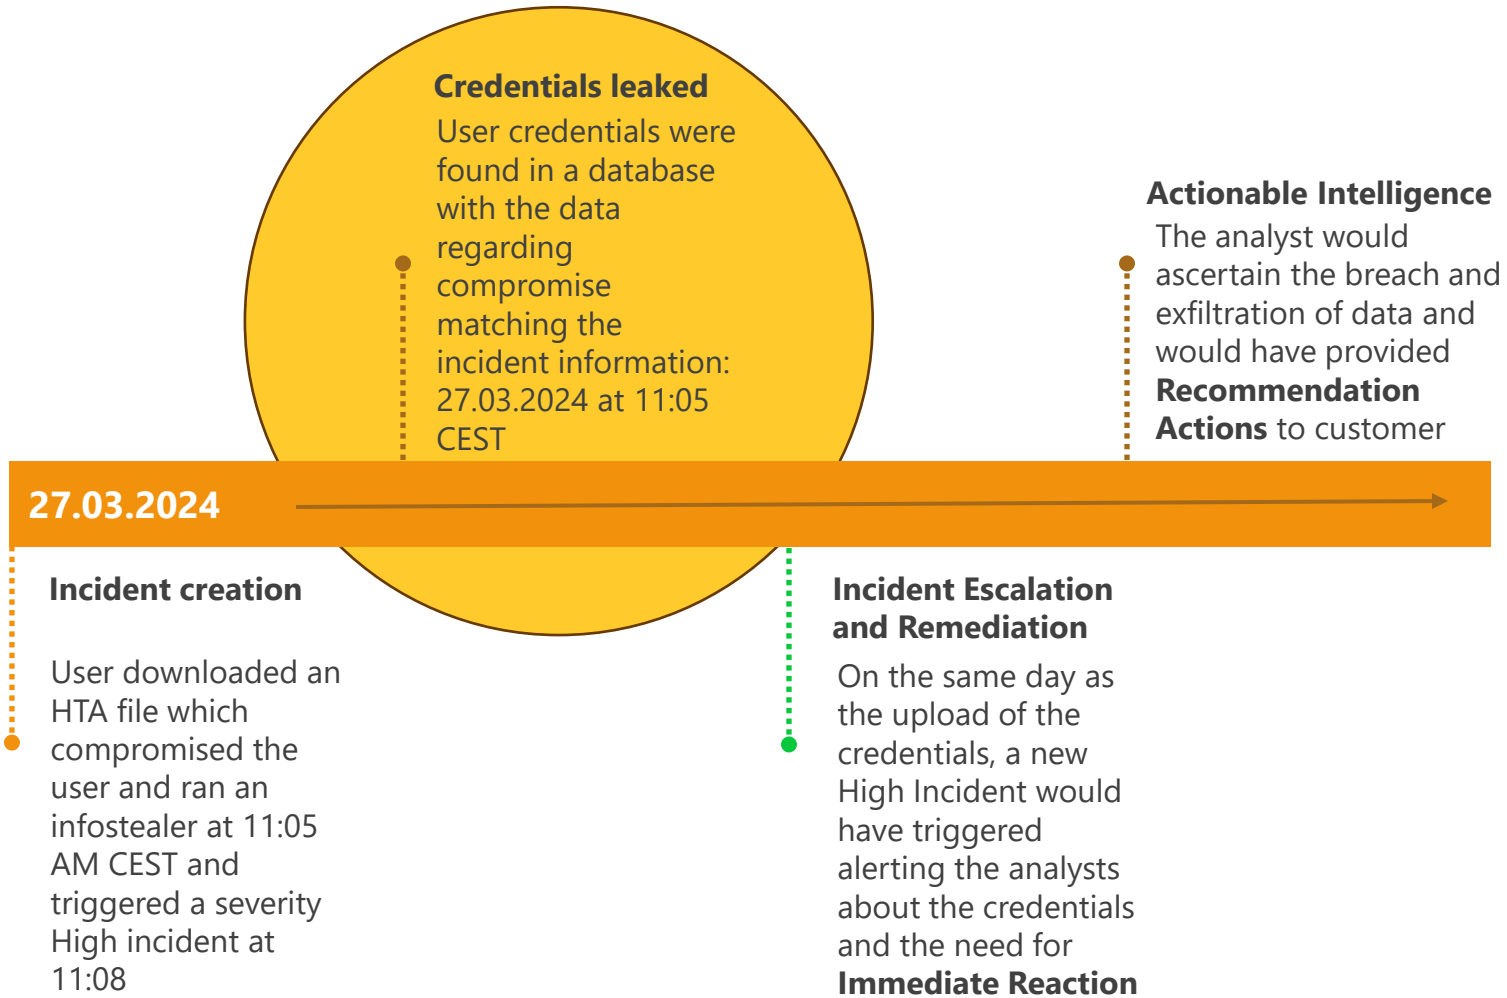 Credentials leaked
User credentials were
found in a database
with the data
regarding
compromise
matching the
incident information:
27.03.2024 at 11:05
CEST
Actionable Intelligence
The analyst would
ascertain the breach and
exfiltration of data and
would have provided
Recommendation
Actions to customer
27.03.2024
Incident creation
User downloaded an
HTA file which
compromised the
user and ran an
infostealer at 11:05
AM CEST and
triggered a severity
High incident at
11:08
Incident Escalation
and Remediation
On the same day as
the upload of the
credentials, a new
High Incident would
have triggered
alerting the analysts
about the credentials
and the need for
Immediate Reaction